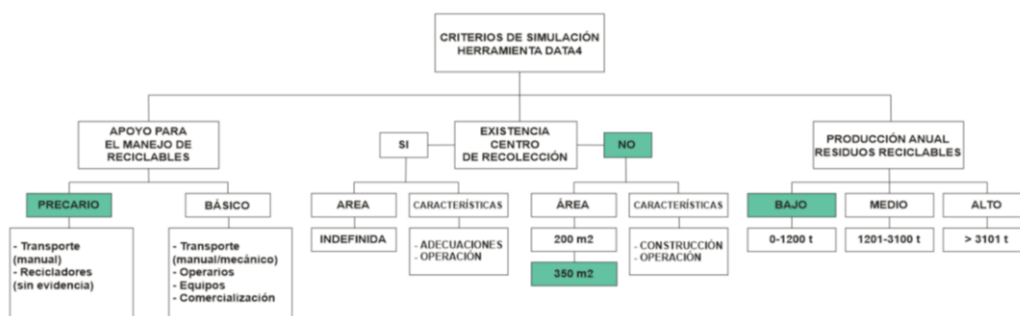 CRITERIOS DE SIMULACIÓN
HERRAMIENTA DATA4
APOYO PARA
EL MANEJO DE
RECICLABLES
SI
EXISTENCIA
CENTRO
DE RECOLECCIÓN
NO
PRODUCCIÓN ANUAL
RESIDUOS RECICLABLES
PRECARIO
BÁSICO
AREA
CARACTERÍSTICAS
ÁREA
CARACTERÍSTICAS
BAJO
MEDIO
ALTO
- Transporte
(manual)
- Recicladores
(sin evidencia)
- Transporte
(manual/mecánico)
- Operarios
- Equipos
- Comercialización
INDEFINIDA
- ADECUACIONES
- OPERACIÓN
200 m2
350 m2
- CONSTRUCCIÓN
- OPERACIÓN
0-1200 t
1201-3100 t
> 3101 t